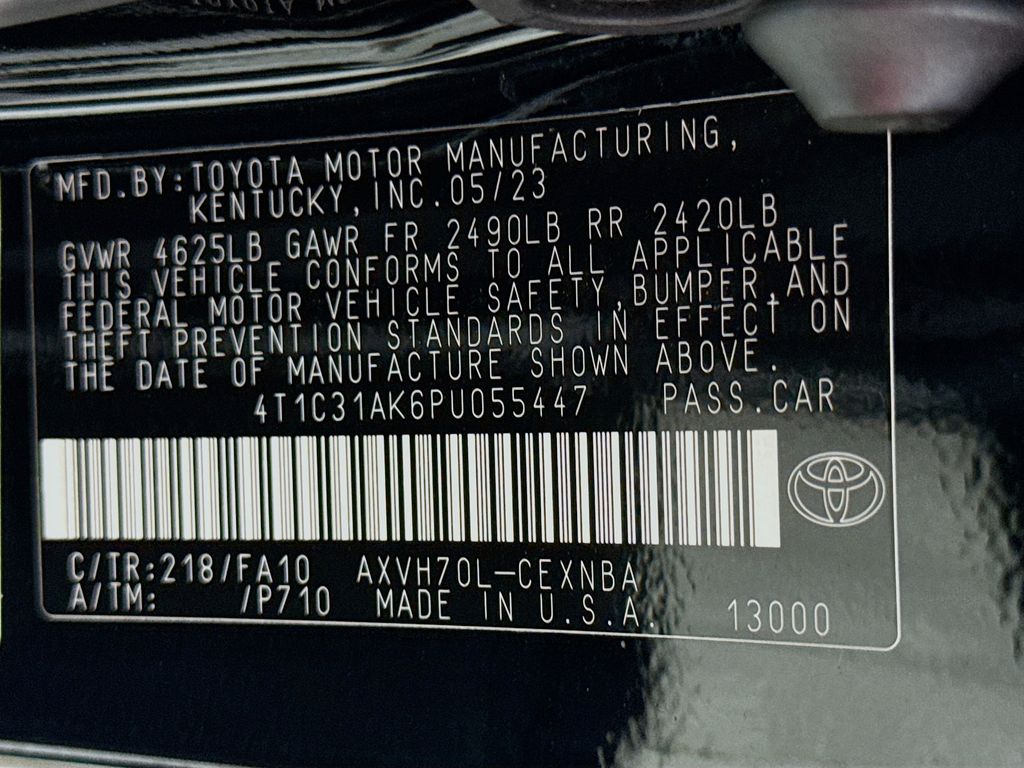 MFD.BY:TOYOTA MOTOR MANUFACTURING,
KENTUCKY,INC.05/23
GVWR 4625LB GAWR FR 2490LB RR 2420LB
THIS VEHICLE CONFORMS TO ALL APPLICABLE
FEDERAL MOTOR VEHICLE SAFETY,BUMPER,AND
THEFT PREVENTION STANDARDS IN EFFECT ON
THE DATE OF MANUFACTURE SHOWN ABOVE.
4T1C31AK6PU055447 PASS.CAR
C/TR:218/FA10 AXVH70L-CEXNBA
A/TM: /P710 MADE IN U.S.A. 13000